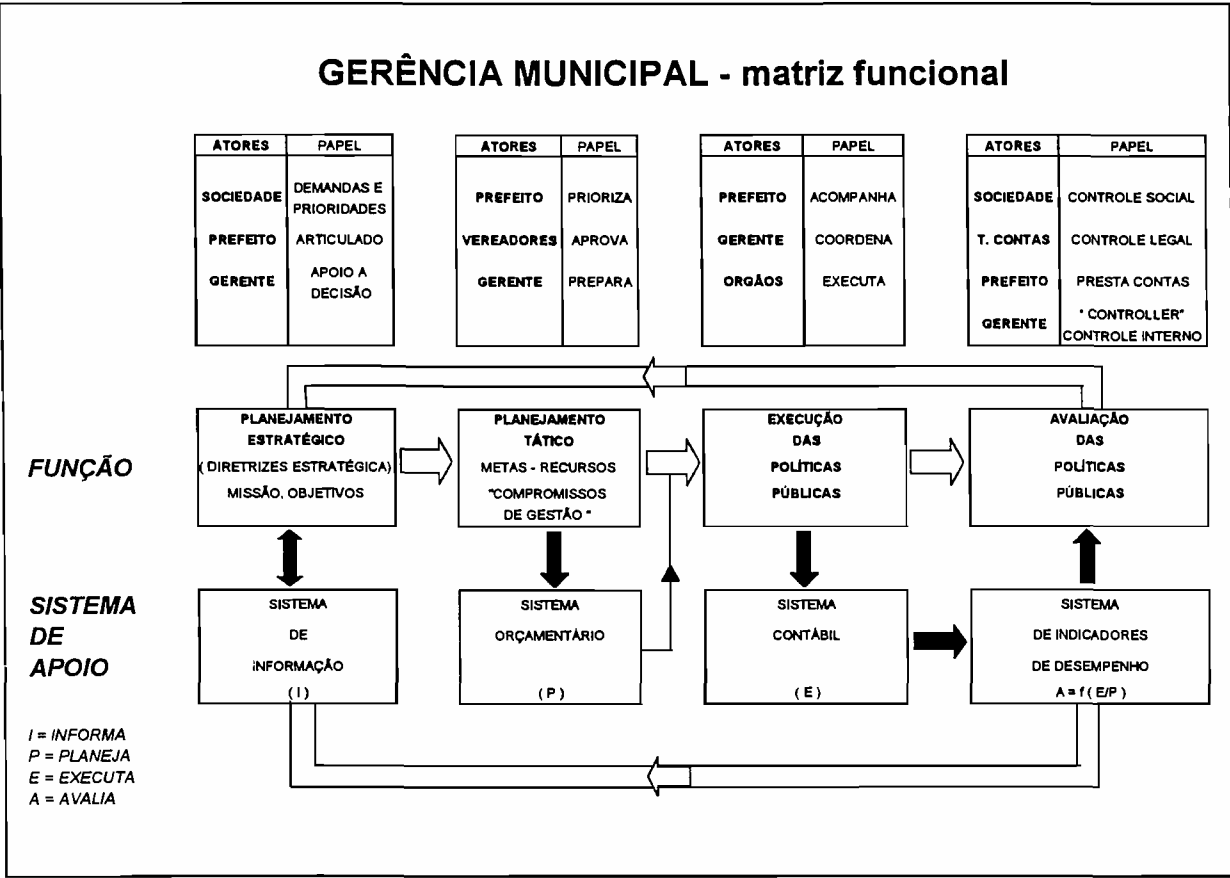 GERÊNCIA MUNICIPAL - matriz funcional
ATORES PAPEL
SOCIEDADE DEMANDAS E
PRIORIDADES
PREFEITO ARTICULADO
GERENTE APOIO A
DECISÃO
ATORES PAPEL
PREFEITO PRIORIZA
VEREADORES APROVA
GERENTE PREPARA
ATORES PAPEL
PREFEITO ACOMPANHA
GERENTE COORDENA
ORGÃOS EXECUTA
ATORES PAPEL
SOCIEDADE CONTROLE SOCIAL
T. CONTAS CONTROLE LEGAL
PREFEITO PRESTA CONTAS
GERENTE " CONTROLLER"
CONTROLE INTERNO
FUNÇÃO
PLANEJAMENTO
ESTRATÉGICO
( DIRETRIZES ESTRATÉGICA)
MISSÃO, OBJETIVOS
PLANEJAMENTO
TÁTICO
METAS - RECURSOS
"COMPROMISSOS
DE GESTÃO "
EXECUÇÃO
DAS
POLÍTICAS
PÚBLICAS
AVALIAÇÃO
DAS
POLÍTICAS
PÚBLICAS
SISTEMA
DE
APOIO
SISTEMA
DE
INFORMAÇÃO
( I )
SISTEMA
ORÇAMENTÁRIO
( P )
SISTEMA
CONTÁBIL
( E )
SISTEMA
DE INDICADORES
DE DESEMPENHO
A = f ( E/P )
I = INFORMA
P = PLANEJA
E = EXECUTA
A = AVALIA